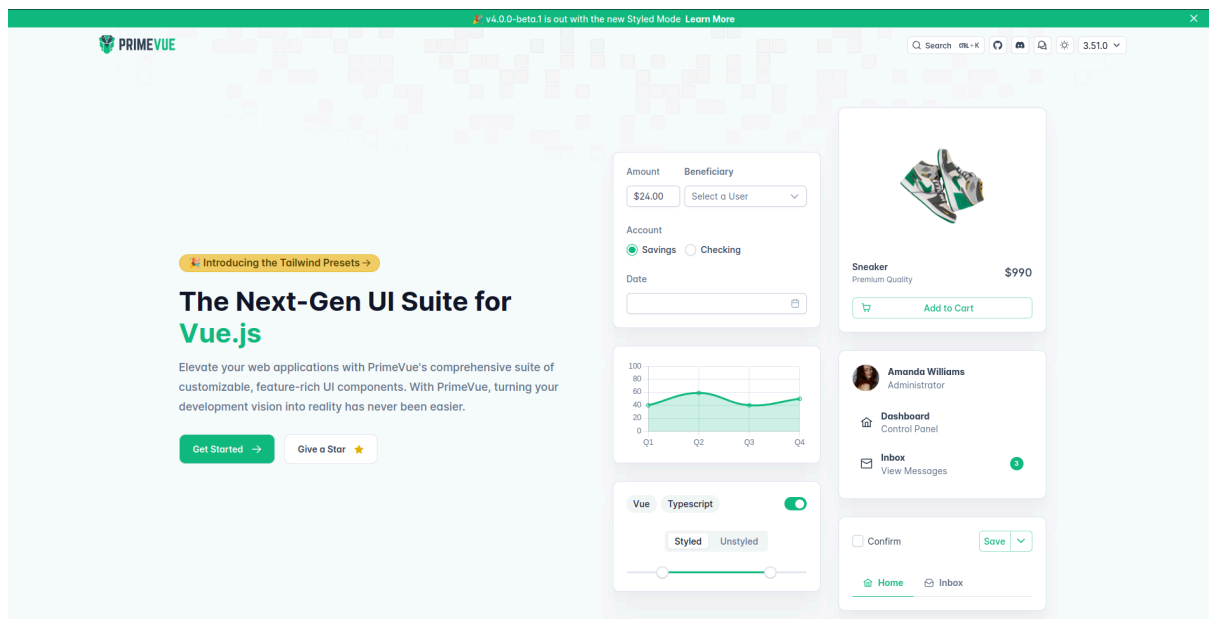 🎉 v4.0.0-beta.1 is out with the new Styled Mode Learn More
PRIMEVUE
Search CTRL-K
3.51.0
🎉 Introducing the Tailwind Presets →
The Next-Gen UI Suite for
Vue.js
Elevate your web applications with PrimeVue's comprehensive suite of
customizable, feature-rich UI components. With PrimeVue, turning your
development vision into reality has never been easier.
Get Started →
Give a Star
Amount Beneficiary
$24.00 Select a User
Account
Savings Checking
Date
100
80
60
40
20
0
Q1 Q2 Q3 Q4
Vue Typescript
Styled Unstyled
Sneaker
Premium Quality
$990
Add to Cart
Amanda Williams
Administrator
Dashboard
Control Panel
Inbox
View Messages
3
Confirm
Save
Home Inbox